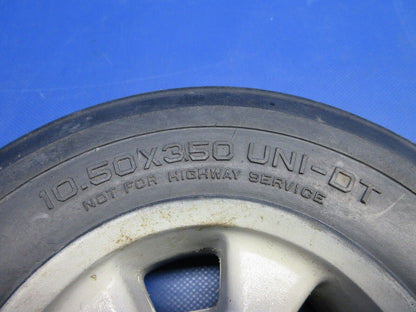 10.50X3.50 UNI-DT
NOT FOR HIGHWAY SERVICE